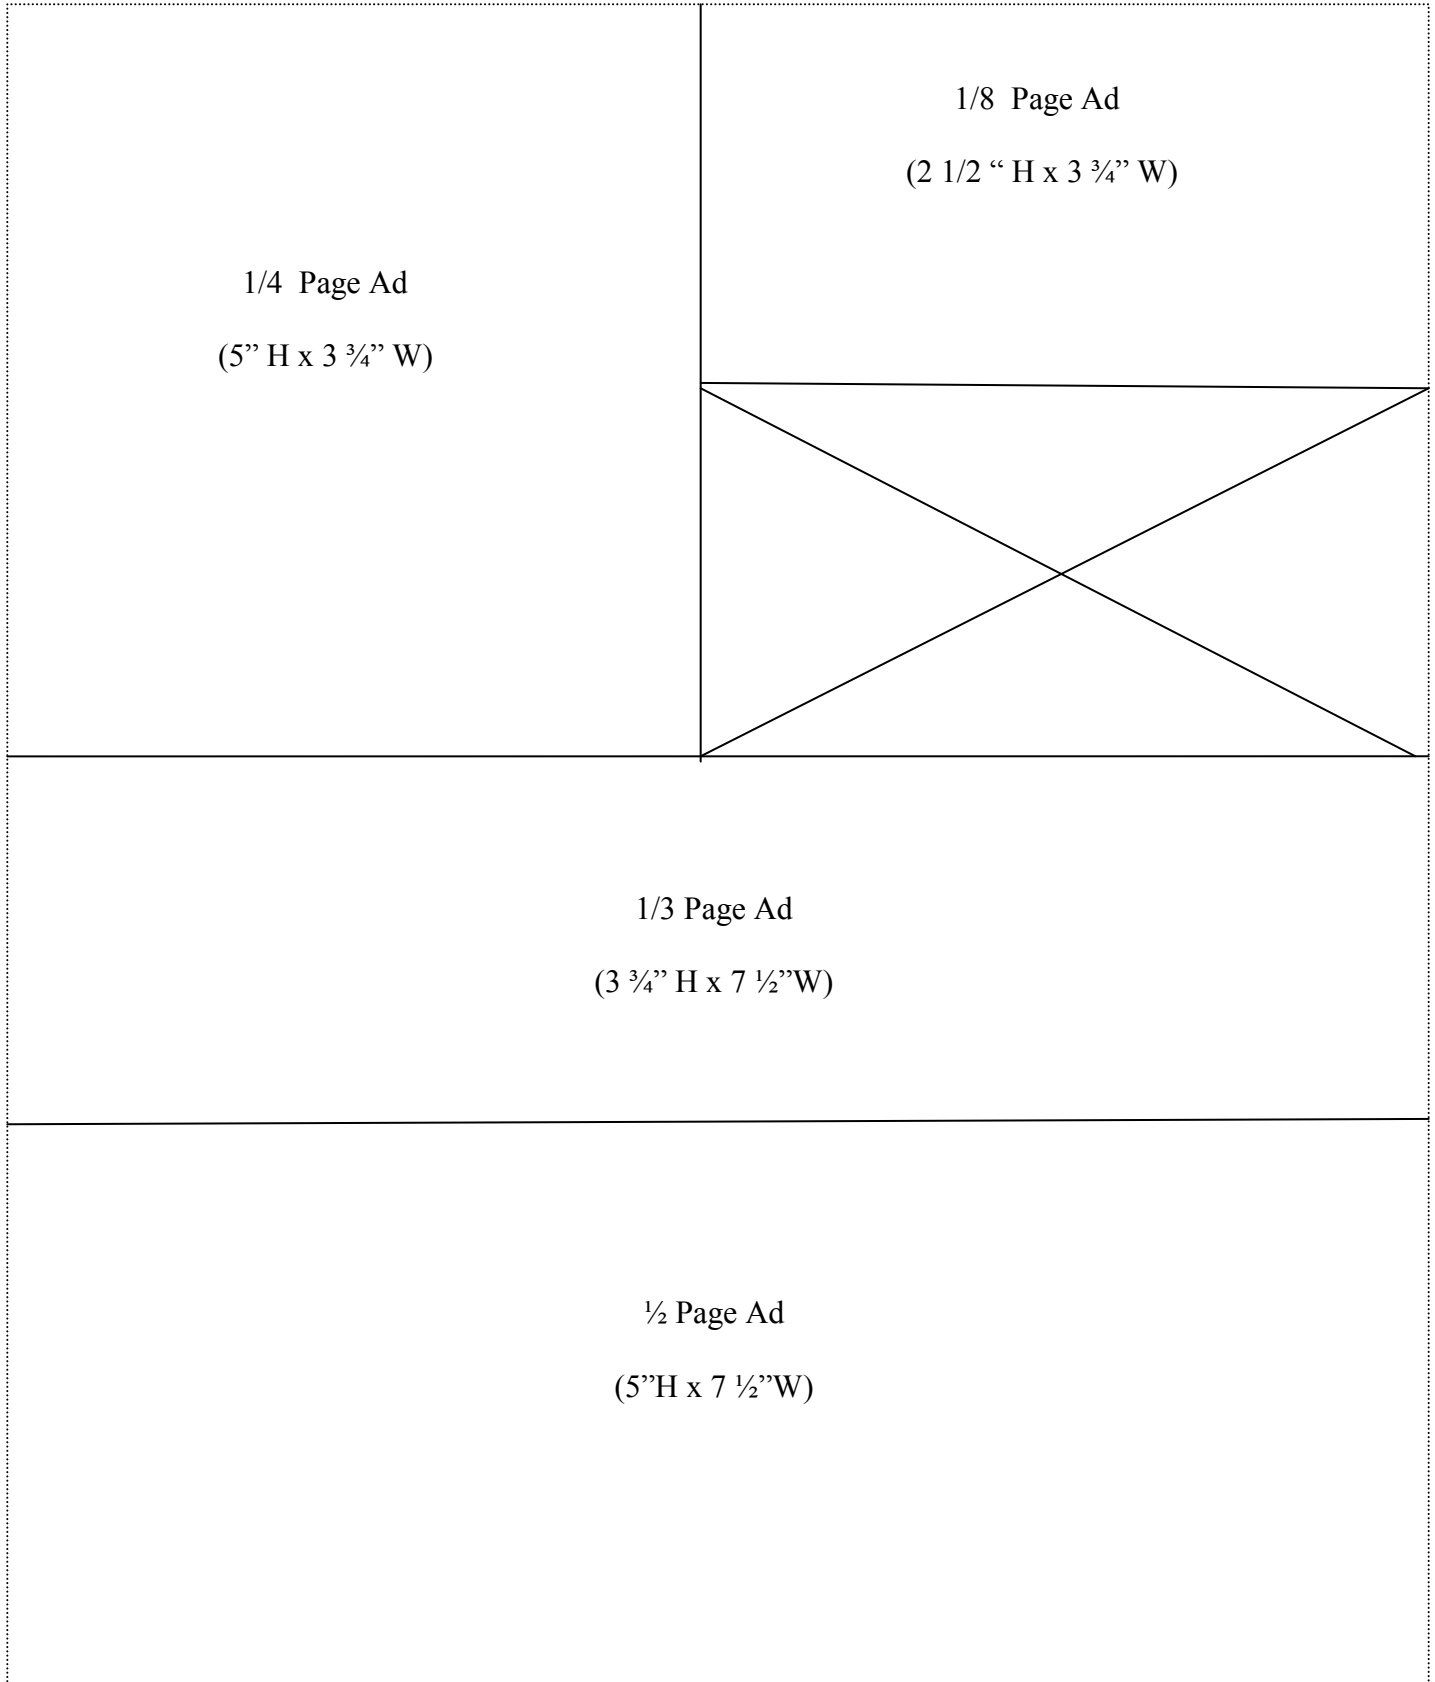 1/8  Page Ad
(2 1/2 “ H x 3 ¾” W)
1/4  Page Ad
(5” H x 3 ¾” W)
1/3 Page Ad
(3 ¾” H x 7 ½”W)
½ Page Ad
(5”H x 7 ½”W)